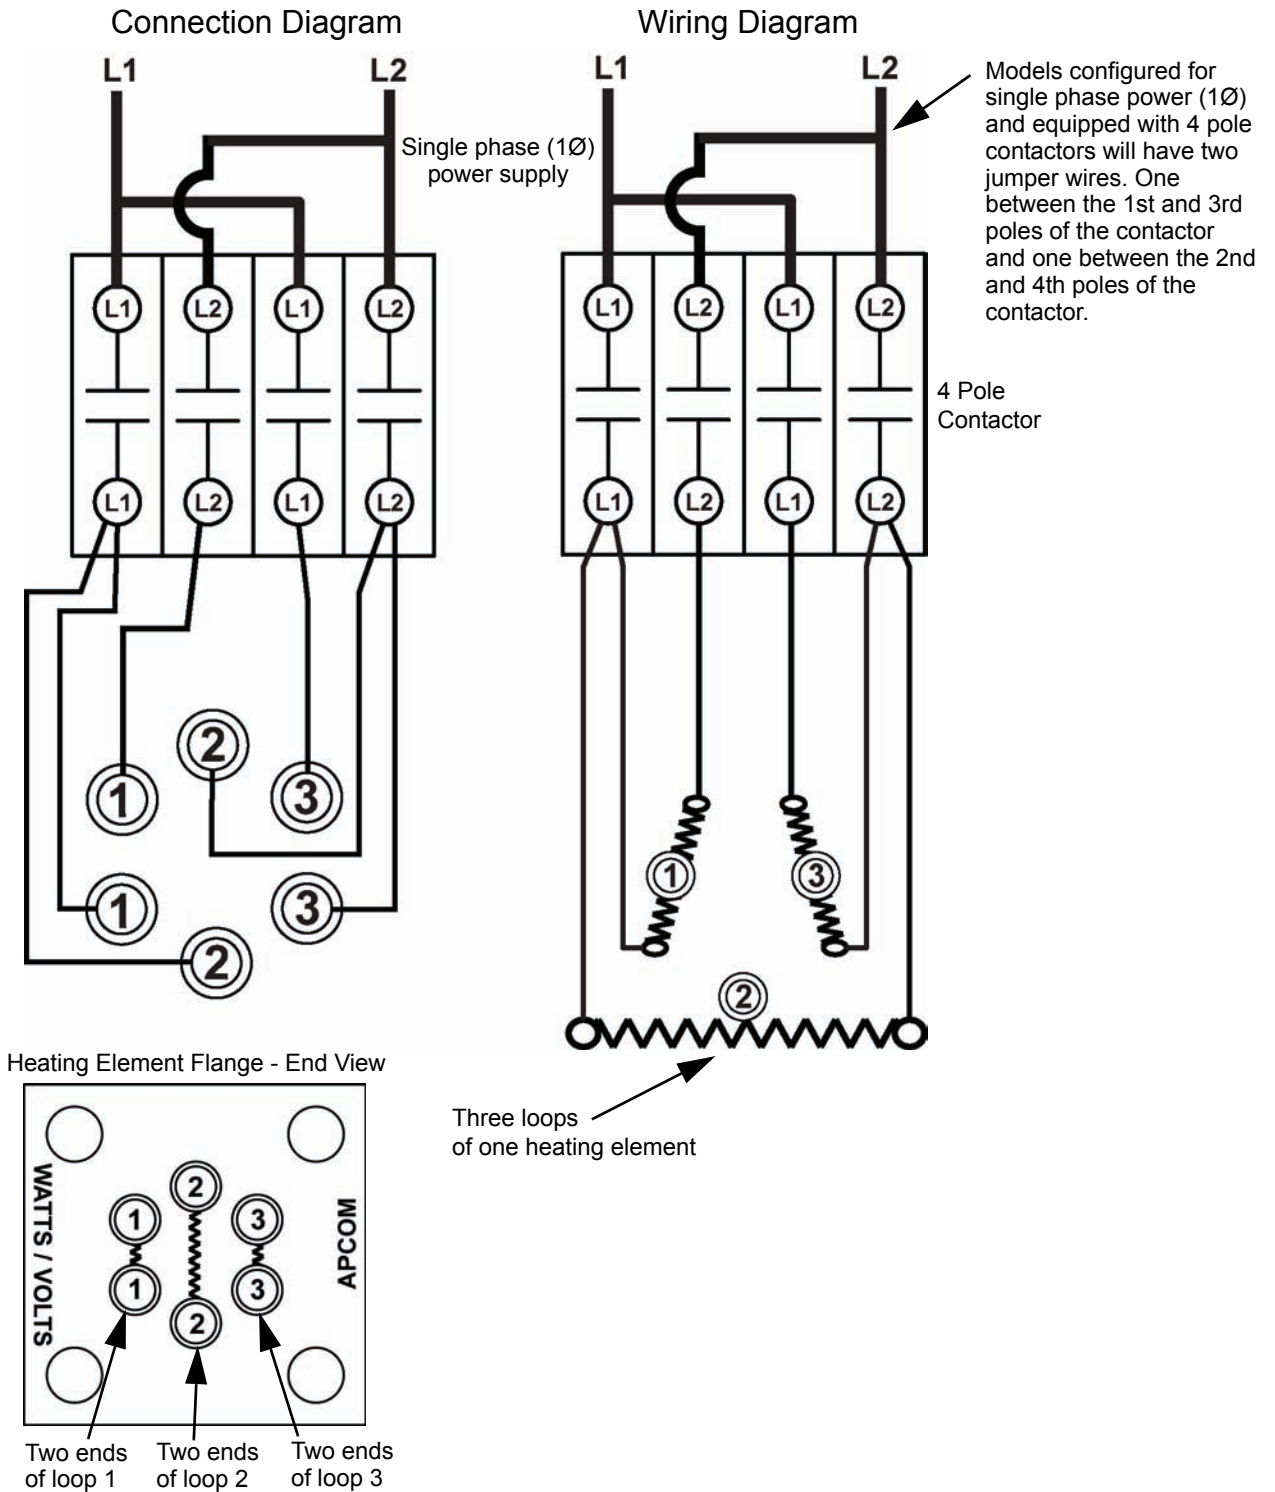 Connection Diagram
Wiring Diagram
L1
L2
L1
L2
Single phase (1Ø)
power supply
Models configured for
single phase power (1Ø)
and equipped with 4 pole
contactors will have two
jumper wires. One
between the 1st and 3rd
poles of the contactor
and one between the 2nd
and 4th poles of the
contactor.
L1 L2 L1 L2
L1 L2 L1 L2
4 Pole
Contactor
L1 L2 L1 L2
L1 L2 L1 L2
2
1
3
1
3
2
1
3
2
Three loops
of one heating element
Heating Element Flange - End View
WATTS / VOLTS
APCOM
2
1
3
1
3
2
Two ends
of loop 1
Two ends
of loop 2
Two ends
of loop 3